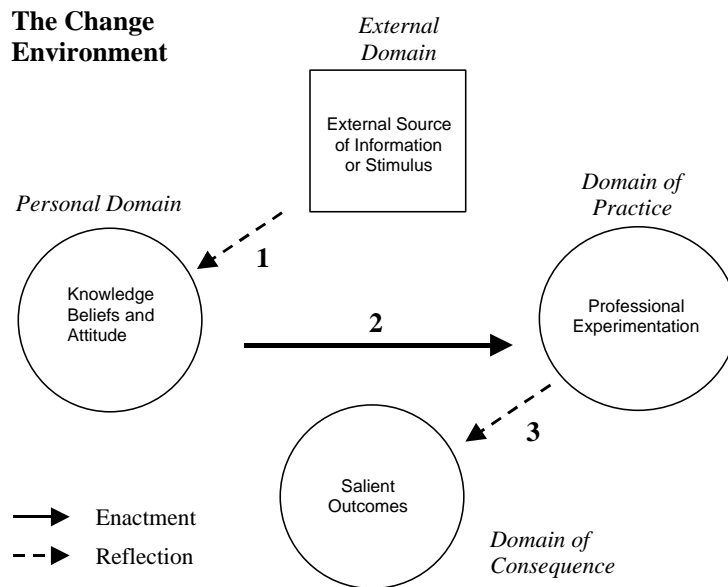 The Change
Environment
External
Domain
External Source
of Information
or Stimulus
Personal Domain
Domain of
Practice
1
Knowledge
Beliefs and
Attitude
2
Professional
Experimentation
3
Salient
Outcomes
Enactment
Reflection
Domain of
Consequence